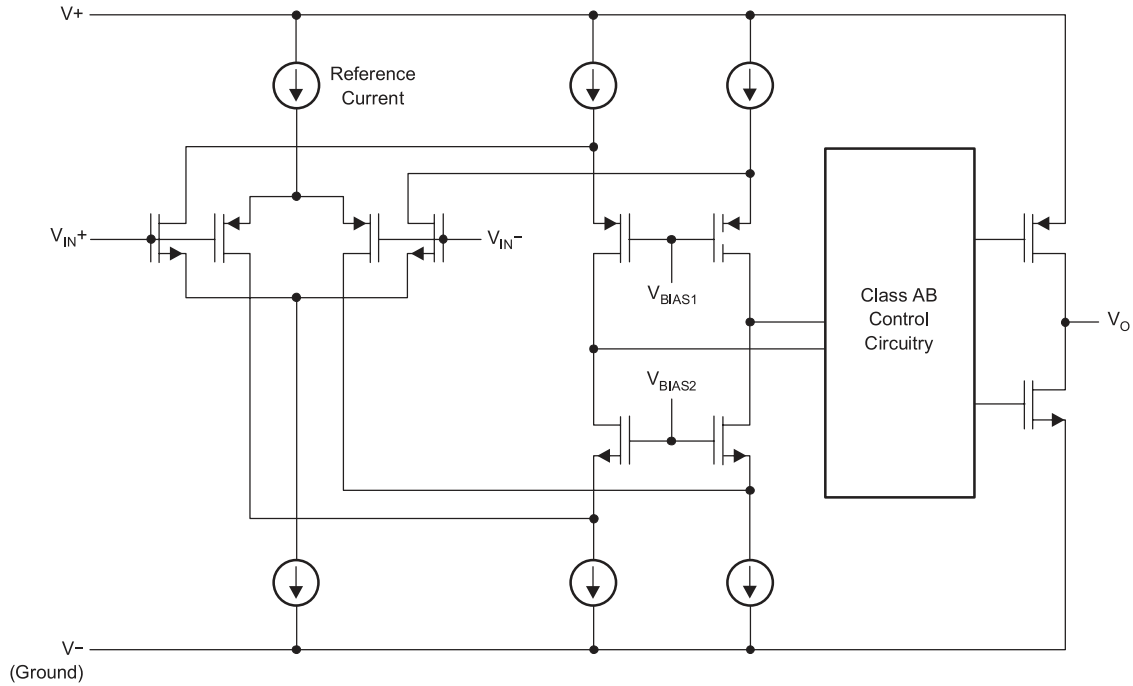 V+
Reference
Current
VIN+
VIN−
VBIAS1
VBIAS2
Class AB
Control
Circuitry
VO
V−
(Ground)